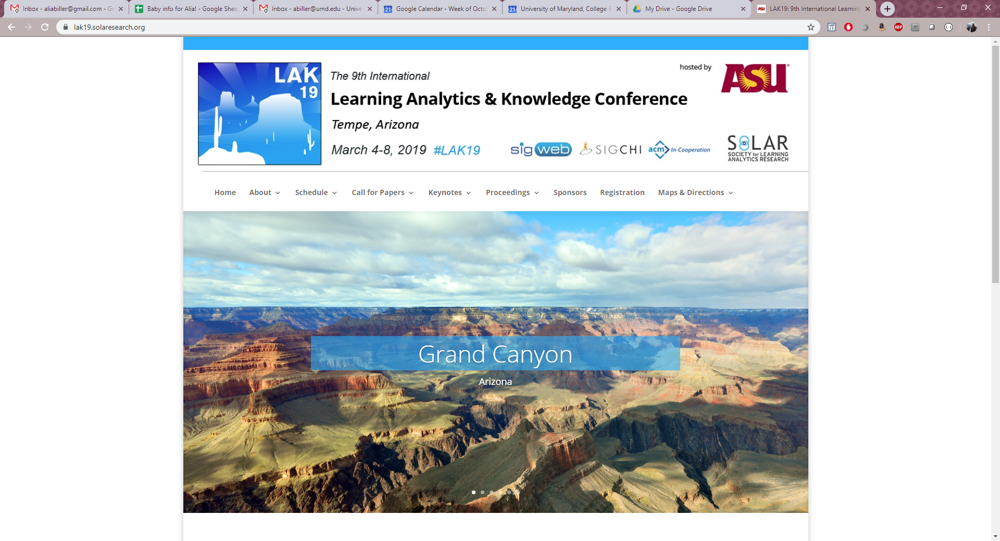 Inbox - aliabiller@gmail.com - G
Baby info for Alia! - Google Shee
Inbox - abiller@umd.edu - Unive
Google Calendar - Week of Octo
University of Maryland, College P
My Drive - Google Drive
LAK19: 9th International Learning
lak19.solaresearch.org
LAK
19
The 9th International
Learning Analytics & Knowledge Conference
Tempe, Arizona
March 4-8, 2019 #LAK19
hosted by
ASU
sigweb
SIGCHI
acm In-Cooperation
SOLAR
SOCIETY for LEARNING
ANALYTICS RESEARCH
Home About Schedule Call for Papers Keynotes Proceedings Sponsors Registration Maps & Directions
Grand Canyon
Arizona